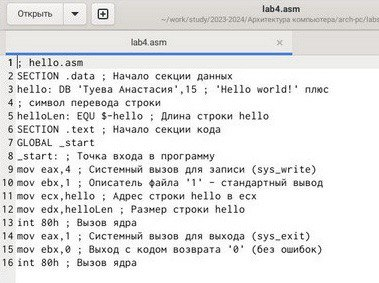 Открыть
lab4.asm
~/work/study/2023-2024/Архитектура компьютера/arch-pc/labs
lab4.asm
1 ; hello.asm
2 SECTION .data ; Начало секции данных
3 hello: DB 'Туева Анастасия',15 ; 'Hello world!' плюс
4 ; символ перевода строки
5 helloLen: EQU $-hello ; Длина строки hello
6 SECTION .text ; Начало секции кода
7 GLOBAL _start
8 _start: ; Точка входа в программу
9 mov eax,4 ; Системный вызов для записи (sys_write)
10 mov ebx,1 ; Описатель файла '1' - стандартный вывод
11 mov ecx,hello ; Адрес строки hello в ecx
12 mov edx,helloLen ; Размер строки hello
13 int 80h ; Вызов ядра
14 mov eax,1 ; Системный вызов для выхода (sys_exit)
15 mov ebx,0 ; Выход с кодом возврата '0' (без ошибок)
16 int 80h ; Вызов ядра